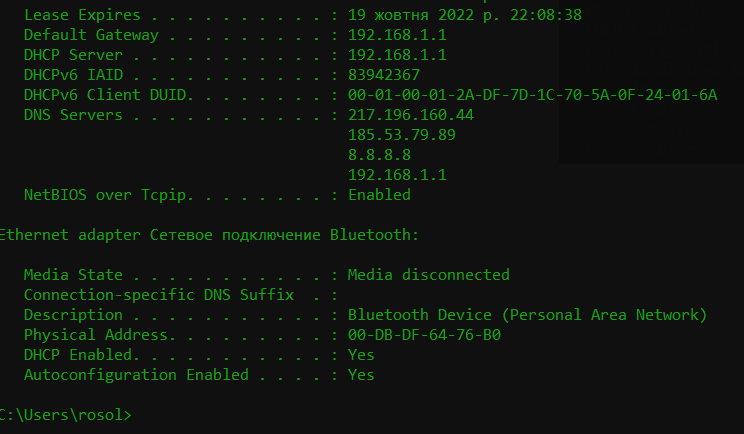 Lease Expires . . . . . . . . . . : 19 жовтня 2022 р. 22:08:38
Default Gateway . . . . . . . . . : 192.168.1.1
DHCP Server . . . . . . . . . . . : 192.168.1.1
DHCPv6 IAID . . . . . . . . . . . : 83942367
DHCPv6 Client DUID. . . . . . . . : 00-01-00-01-2A-DF-7D-1C-70-5A-0F-24-01-6A
DNS Servers . . . . . . . . . . . : 217.196.160.44
185.53.79.89
8.8.8.8
192.168.1.1
NetBIOS over Tcpip. . . . . . . . : Enabled
Ethernet adapter Сетевое подключение Bluetooth:
Media State . . . . . . . . . . . : Media disconnected
Connection-specific DNS Suffix  . :
Description . . . . . . . . . . . : Bluetooth Device (Personal Area Network)
Physical Address. . . . . . . . . : 00-DB-DF-64-76-B0
DHCP Enabled. . . . . . . . . . . : Yes
Autoconfiguration Enabled . . . . : Yes
C:\Users\rosol>